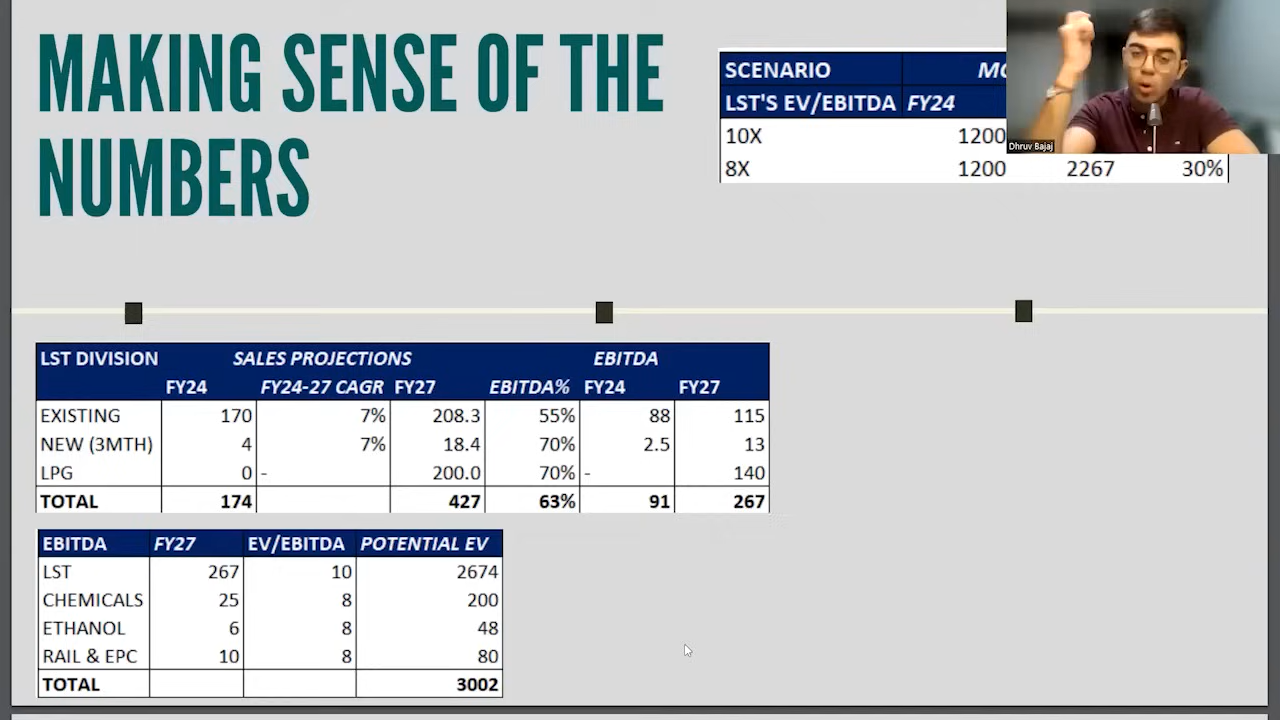 MAKING SENSE OF THE
NUMBERS
SCENARIO
LST'S EV/EBITDA FY24
10X 1200
8X 1200 2267 30%
Dhruv Bajaj
LST DIVISION SALES PROJECTIONS EBITDA
FY24 FY24-27 CAGR FY27 EBITDA% FY24 FY27
EXISTING 170 7% 208.3 55% 88 115
NEW (3MTH) 4 7% 18.4 70% 2.5 13
LPG 0 - 200.0 70% - 140
TOTAL 174 427 63% 91 267
EBITDA FY27 EV/EBITDA POTENTIAL EV
LST 267 10 2674
CHEMICALS 25 8 200
ETHANOL 6 8 48
RAIL & EPC 10 8 80
TOTAL 3002